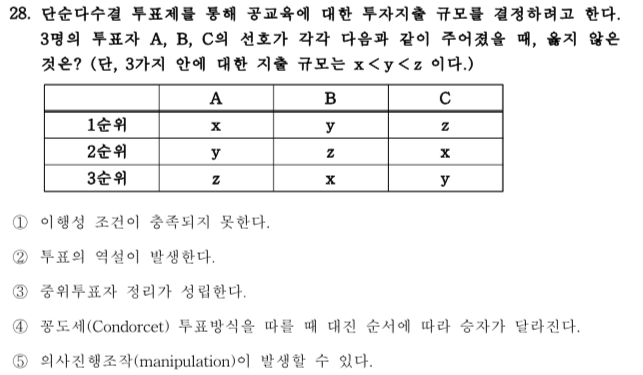 28. 단순다수결 투표제를 통해 공교육에 대한 투자지출 규모를 결정하려고 한다.
3명의 투표자 A, B, C의 선호가 각각 다음과 같이 주어졌을 때, 옳지 않은
것은? (단, 3가지 안에 대한 지출 규모는 x<y<z 이다.)
A B C
1순위 x y z
2순위 y z x
3순위 z x y
① 이행성 조건이 충족되지 못한다.
② 투표의 역설이 발생한다.
③ 중위투표자 정리가 성립한다.
④ 꽁도세(Condorcet) 투표방식을 따를 때 대진 순서에 따라 승자가 달라진다.
⑤ 의사진행조작(manipulation)이 발생할 수 있다.